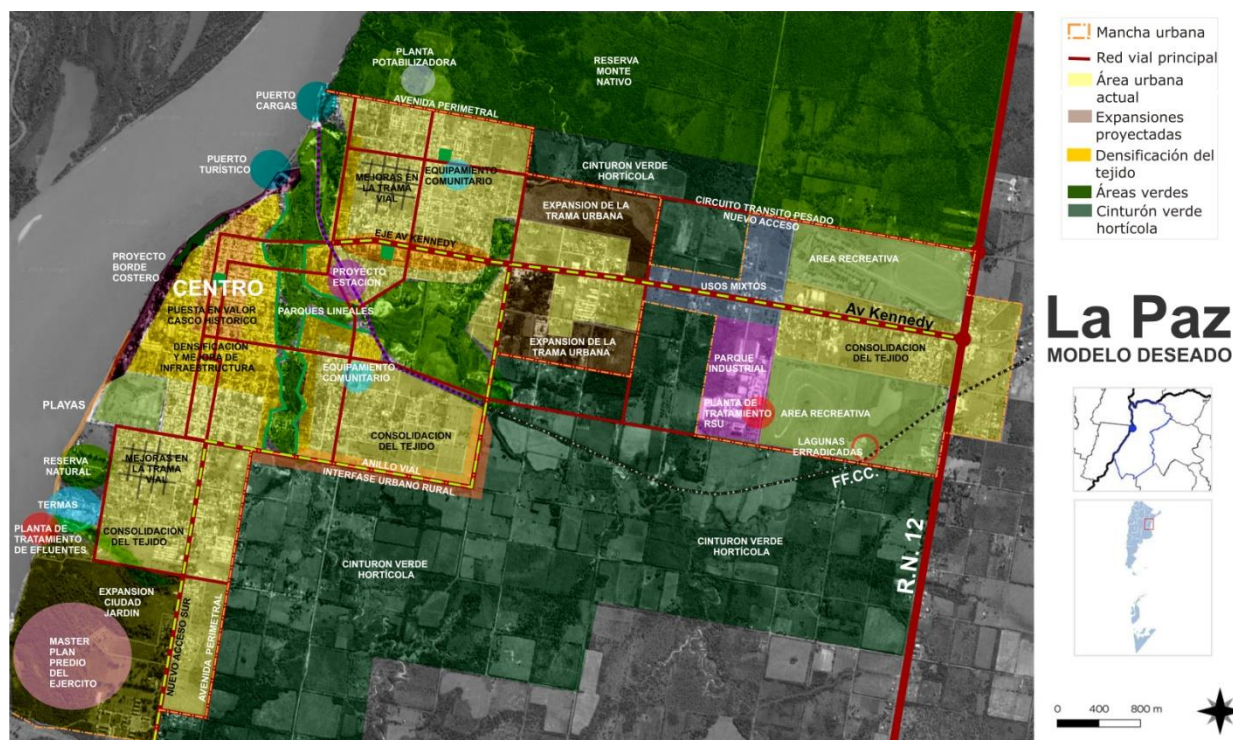 PLANTA
POTABILIZADORA
RESERVA
MONTE
NATIVO
PUERTO
CARGAS
AVENIDA PERIMETRAL
PUERTO
TURÍSTICO
MEJORAS EN
LA TRAMA
VIAL
EQUIPAMIENTO
COMUNITARIO
CINTURON VERDE
HORTÍCOLA
EXPANSION DE LA
TRAMA URBANA
CIRCUITO TRANSITO PESADO
NUEVO ACCESO
EJE AV KENNEDY
AREA RECREATIVA
PROYECTO
BORDE
COSTERO
PROYECTO
ESTACIÓN
USOS MIXTOS
CENTRO
PUESTA EN VALOR
CASCO HISTORICO
PARQUES LINEALES
Av Kennedy
DENSIFICACIÓN
Y MEJORA DE
INFRAESTRUCTURA
EXPANSION DE LA
TRAMA URBANA
CONSOLIDACION
DEL TEJIDO
PARQUE
INDUSTRIAL
EQUIPAMIENTO
COMUNITARIO
PLAYAS
PLANTA DE
TRATAMIENTO
RSU
AREA RECREATIVA
CONSOLIDACION
DEL TEJIDO
LAGUNAS
ERRADICADAS
MEJORAS EN
LA TRAMA
VIAL
RESERVA
NATURAL
ANILLO VIAL
INTERFASE URBANO RURAL
FF.CC.
TERMAS
PLANTA DE
TRATAMIENTO
DE EFLUENTES
CONSOLIDACIÓN
DEL TEJIDO
R.N. 12
CINTURON VERDE
HORTÍCOLA
CINTURON VERDE
HORTÍCOLA
EXPANSION
CIUDAD
JARDIN
MASTER
PLAN
PREDIO
DEL
EJERCITO
NUEVO ACCESO SUR
AVENIDA PERIMETRAL
Mancha urbana
Red vial principal
Área urbana
actual
Expansiones
proyectadas
Densificación del
tejido
Áreas verdes
Cinturón verde
hortícola
La Paz
MODELO DESEADO
0 400 800 m